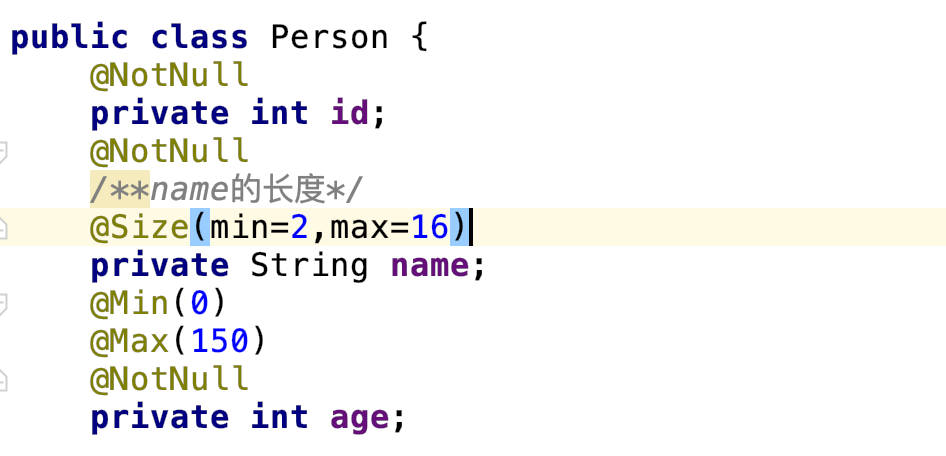 public class Person {
@NotNull
private int id;
@NotNull
/**name的长度*/
@Size(min=2,max=16)
private String name;
@Min(0)
@Max(150)
@NotNull
private int age;